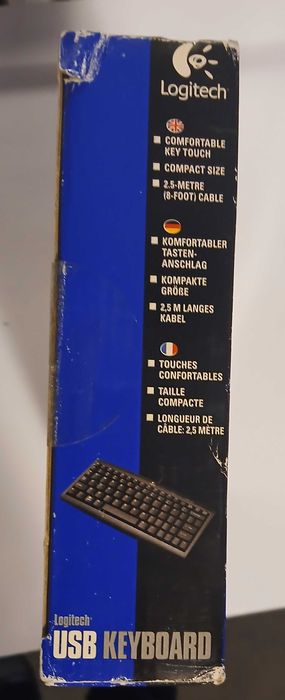 Logitech
COMFORTABLE
KEY TOUCH
COMPACT SIZE
2.5-METRE
(8-FOOT) CABLE
KOMFORTABLER
TASTEN-
ANSCHLAG
KOMPAKTE
GRÖßE
2,5 M LANGES
KABEL
TOUCHES
CONFORTABLES
TAILLE
COMPACTE
LONGUEUR DE
CÂBLE: 2,5 MÈTRE
Logitech
USB KEYBOARD